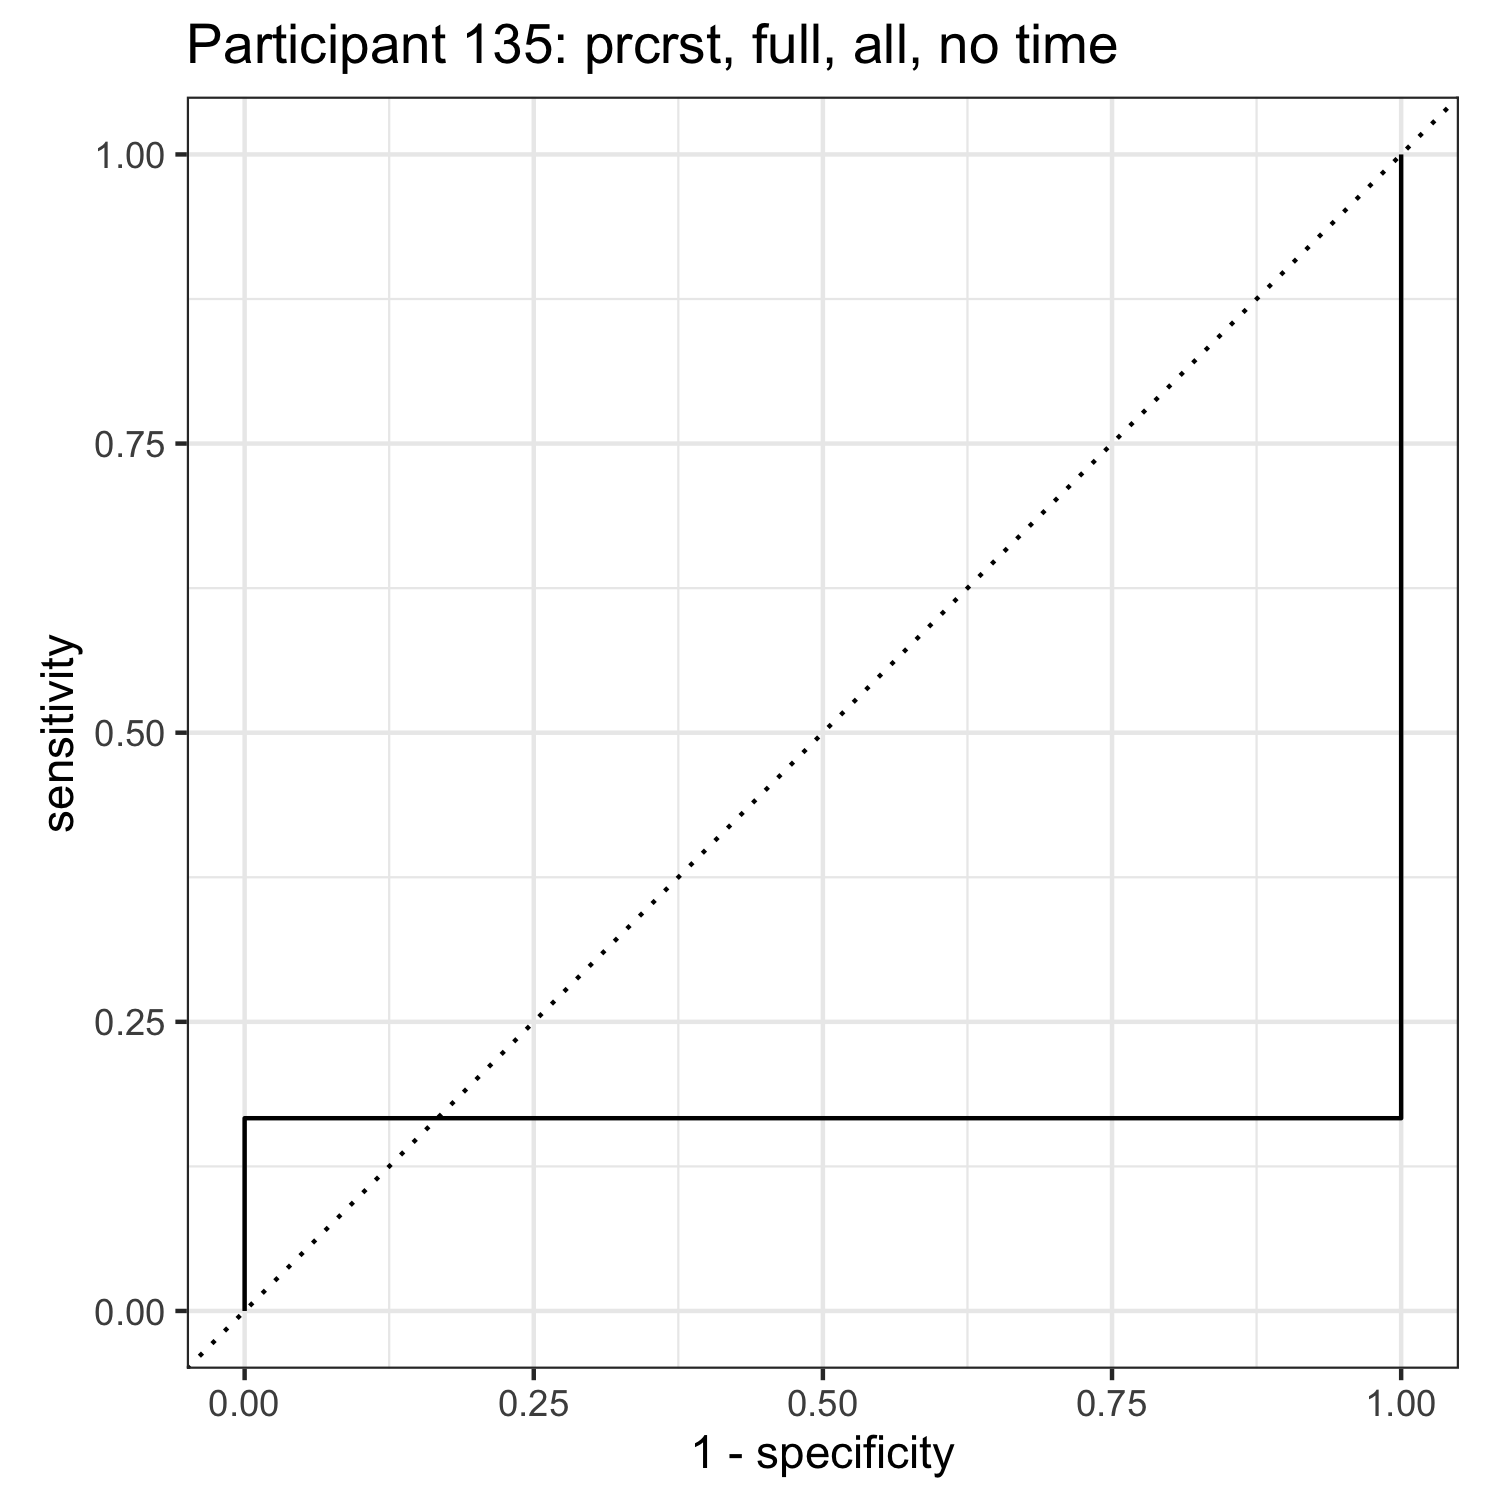 Participant 135: prcrst, full, all, no time
1.00
0.75
0.50
0.25
0.00
sensitivity
0.00 0.25 0.50 0.75 1.00
1 - specificity